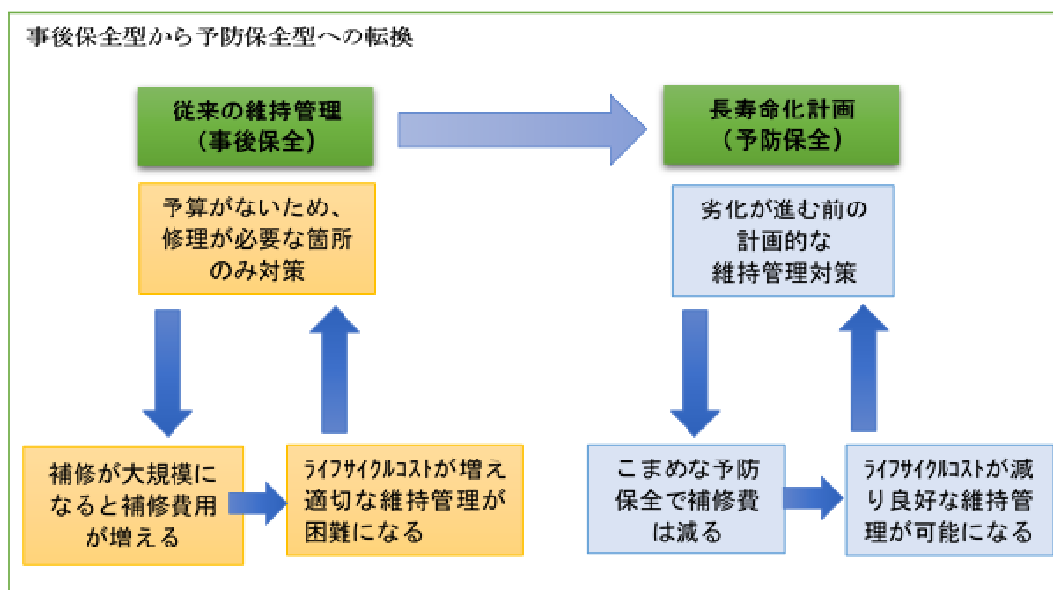 事後保全型から予防保全型への転換
従来の維持管理
（事後保全）
長寿命化計画
（予防保全）
予算がないため、
修理が必要な箇所
のみ対策
劣化が進む前の
計画的な
維持管理対策
補修が大規模に
なると補修費用
が増える
ﾗｲﾌｻｲｸﾙｺｽﾄが増え
適切な維持管理が
困難になる
こまめな予防
保全で補修費
は減る
ﾗｲﾌｻｲｸﾙｺｽﾄが減
り良好な維持管
理が可能になる